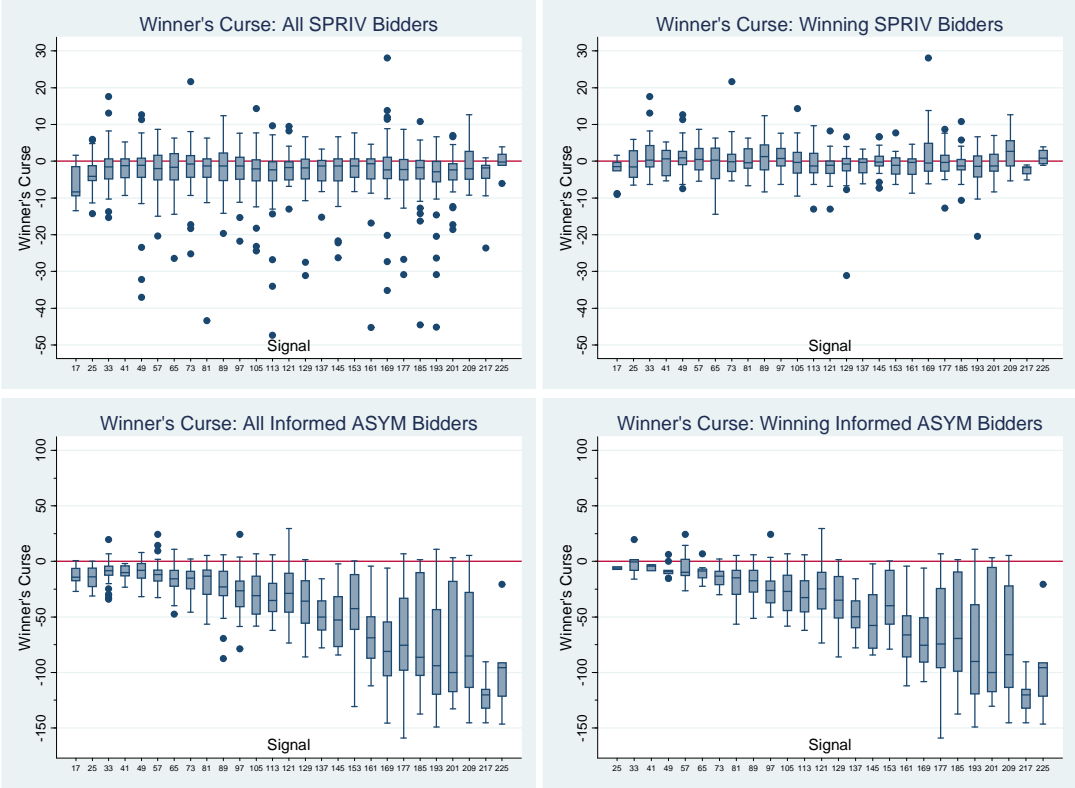 Winner's Curse: All SPRIV Bidders
Winner's Curse
30
20
10
0
-10
-20
-30
-40
-50
Signal
17 25 33 41 49 57 65 73 81 89 97 105 113 121 129 137 145 153 161 169 177 185 193 201 209 217 225
Winner's Curse: Winning SPRIV Bidders
Winner's Curse
30
20
10
0
-10
-20
-30
-40
-50
Signal
17 25 33 41 49 57 65 73 81 89 97 105 113 121 129 137 145 153 161 169 177 185 193 201 209 217 225
Winner's Curse: All Informed ASYM Bidders
Winner's Curse
100
50
0
-50
-100
-150
Signal
17 25 33 41 49 57 65 73 81 89 97 105 113 121 129 137 145 153 161 169 177 185 193 201 209 217 225
Winner's Curse: Winning Informed ASYM Bidders
Winner's Curse
100
50
0
-50
-100
-150
Signal
25 33 41 49 57 65 73 81 89 97 105 113 121 129 137 145 153 161 169 177 185 193 201 209 217 225